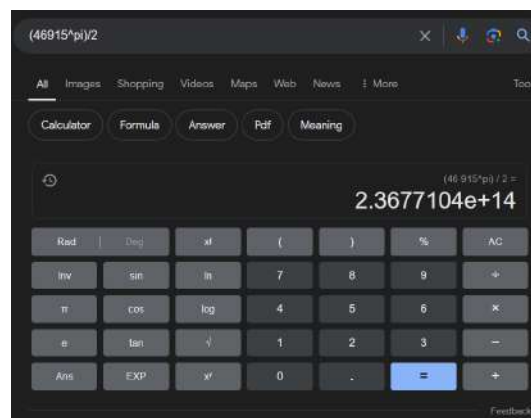 (46915^pi)/2
All Images Shopping Videos Maps Web News ⋮ More Too
Calculator Formula Answer Pdf Meaning
(46 915^pi) / 2 =
2.3677104e+14
Rad | Deg x! ( ) % AC
Inv sin ln 7 8 9 ÷
π cos log 4 5 6 ×
e tan √ 1 2 3 −
Ans EXP xʸ 0 . = +
Feedback